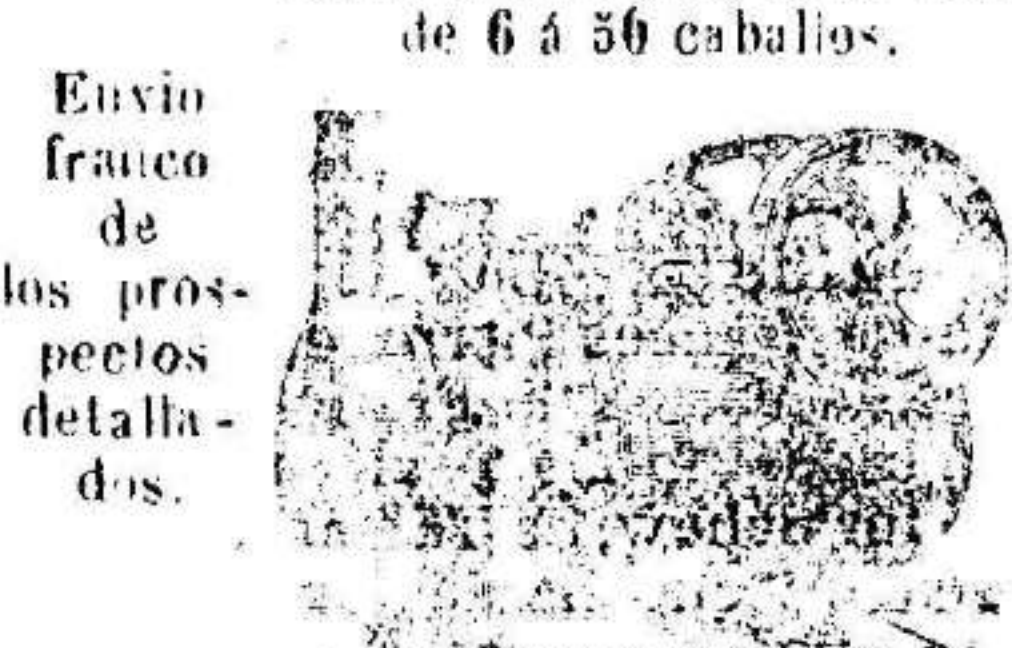 de 6 á 50 caballos.
Envio
franco
de
los pros-
pectos
detalla-
dos.